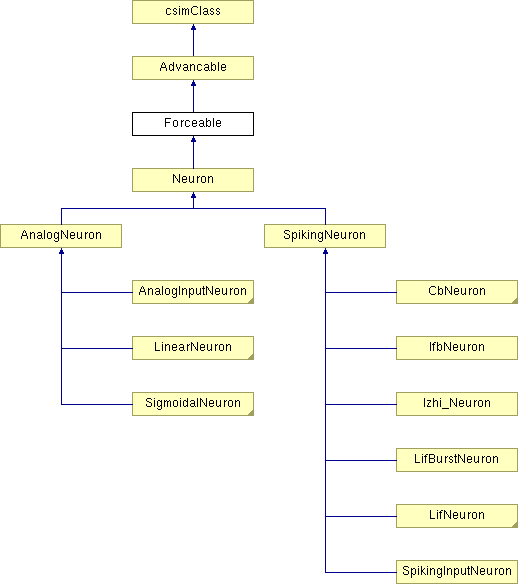 csimClass
Advancable
Forceable
Neuron
AnalogNeuron
SpikingNeuron
AnalogInputNeuron
CbNeuron
LinearNeuron
IfbNeuron
SigmoidalNeuron
Izhi_Neuron
LifBurstNeuron
LifNeuron
SpikingInputNeuron